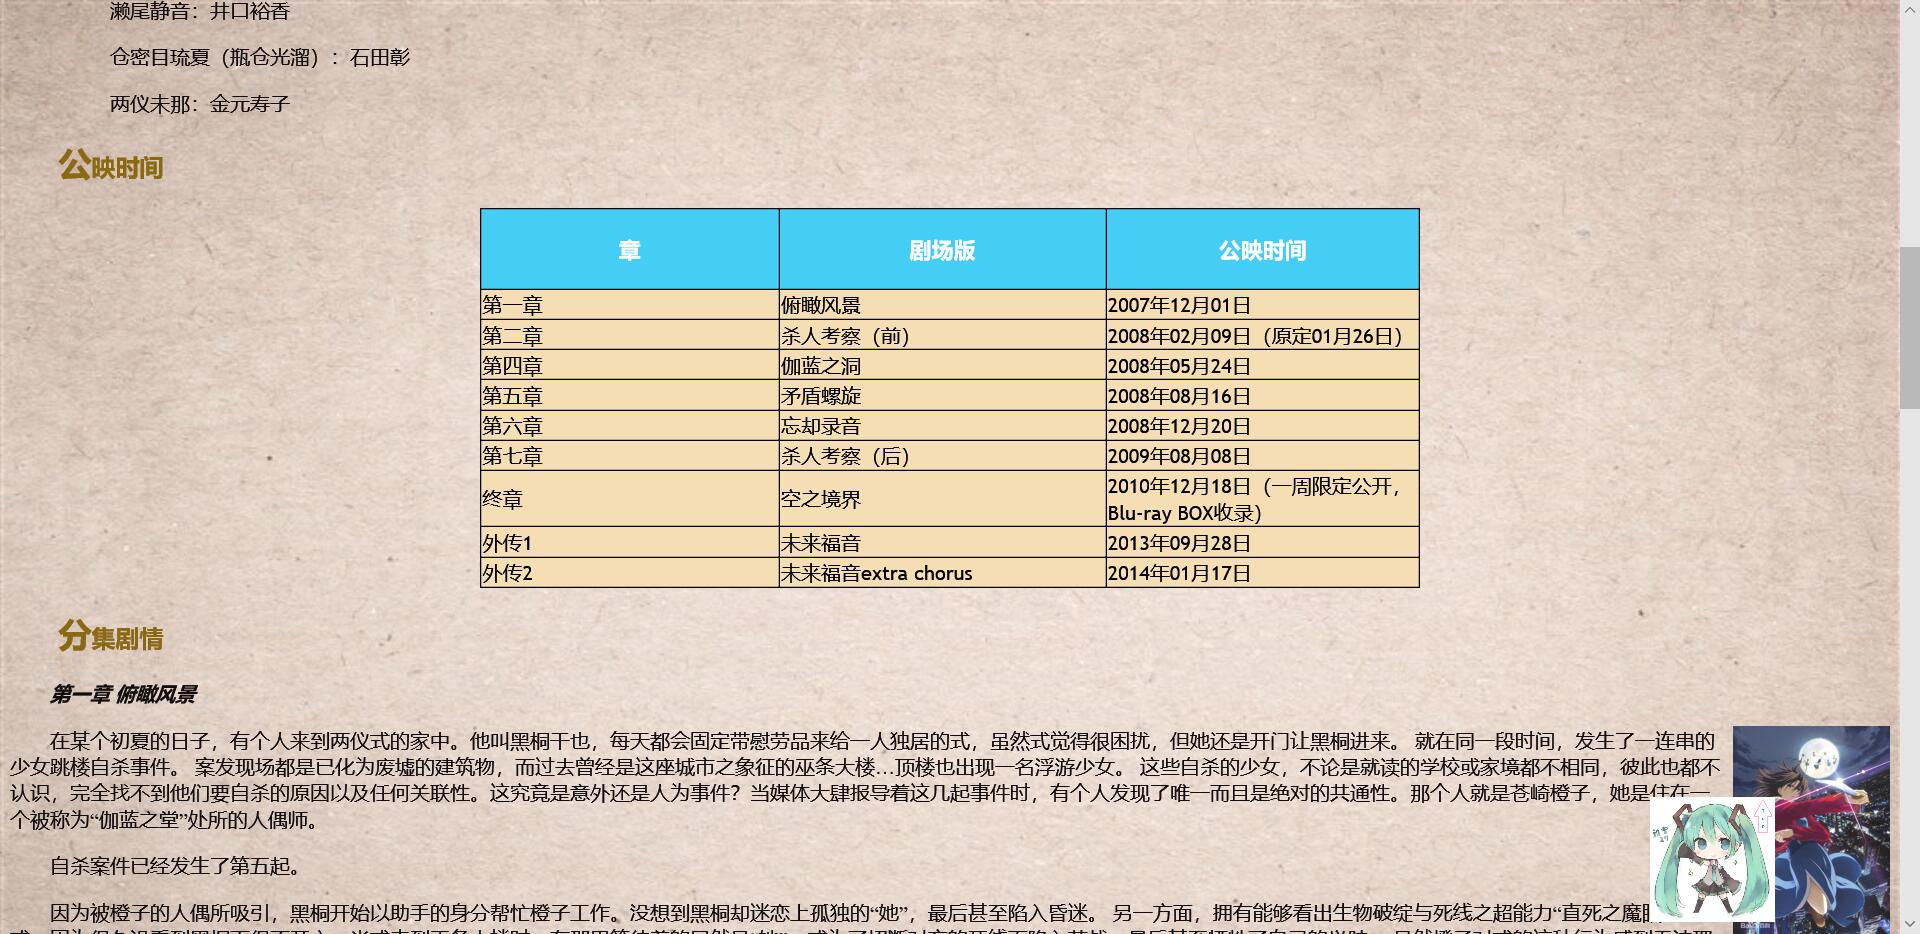 濑尾静音：井口裕香
仓密目琉夏（瓶仓光溜）：石田彰
两仪未那：金元寿子
公映时间
章 剧场版 公映时间
第一章 俯瞰风景 2007年12月01日
第二章 杀人考察（前） 2008年02月09日（原定01月26日）
第四章 伽蓝之洞 2008年05月24日
第五章 矛盾螺旋 2008年08月16日
第六章 忘却录音 2008年12月20日
第七章 杀人考察（后） 2009年08月08日
终章 空之境界 2010年12月18日（一周限定公开，
Blu-ray BOX收录）
外传1 未来福音 2013年09月28日
外传2 未来福音extra chorus 2014年01月17日
分集剧情
第一章 俯瞰风景
在某个初夏的日子，有个人来到两仪式的家中。他叫黑桐干也，每天都会固定带慰劳品来给一人独居的式，虽然式觉得很困扰，但她还是开门让黑桐进来。 就在同一段时间，发生了一连串的
少女跳楼自杀事件。 案发现场都是已化为废墟的建筑物，而过去曾经是这座城市之象征的巫条大楼…顶楼也出现一名浮游少女。 这些自杀的少女，不论是就读的学校或家境都不相同，彼此也都不
认识，完全找不到他们要自杀的原因以及任何关联性。这究竟是意外还是人为事件？当媒体大肆报导着这几起事件时，有个人发现了唯一而且是绝对的共通性。那个人就是苍崎橙子，她是住在一
个被称为“伽蓝之堂”处所的人偶师。
自杀案件已经发生了第五起。
因为被橙子的人偶所吸引，黑桐开始以助手的身分帮忙橙子工作。没想到黑桐却迷恋上孤独的“她”，最后甚至陷入昏迷。 另一方面，拥有能够看出生物破绽与死线之超能力“直死之魔